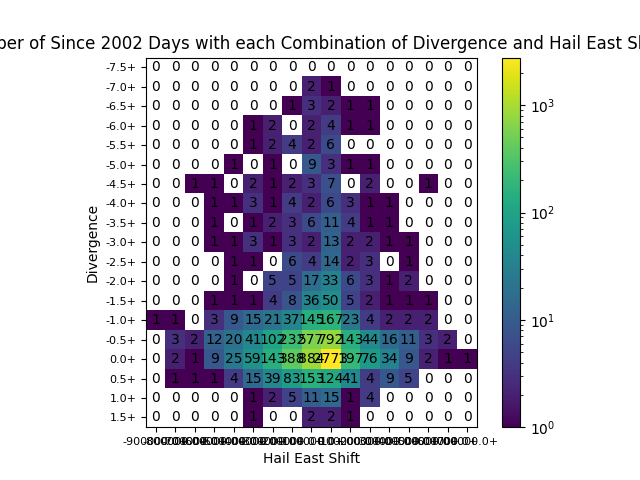 of Since 2002 Days with each Combination of Divergence and Hail East
-7.5+ 0 0 0 0 0 0 0 0 0 0 0 0 0 0 0 0 0
-7.0+ 0 0 0 0 0 0 0 0 2 1 0 0 0 0 0 0 0
-6.5+ 0 0 0 0 0 0 0 1 3 2 1 1 0 0 0 0 0
-6.0+ 0 0 0 0 0 1 2 0 2 4 1 1 0 0 0 0 0
-5.5+ 0 0 0 0 0 1 2 4 2 6 0 0 0 0 0 0 0
-5.0+ 0 0 0 0 1 0 1 0 9 3 1 1 0 0 0 0 0
-4.5+ 0 0 1 1 0 2 1 2 3 7 0 2 0 0 1 0 0
-4.0+ 0 0 0 1 1 3 1 4 2 6 3 1 1 0 0 0 0
-3.5+ 0 0 0 1 0 1 2 3 6 11 4 1 1 0 0 0 0
-3.0+ 0 0 0 1 1 3 1 3 2 13 2 2 1 1 0 0 0
-2.5+ 0 0 0 0 1 1 0 6 4 14 2 3 0 1 0 0 0
-2.0+ 0 0 0 0 1 0 5 5 17 33 6 3 1 2 0 0 0
-1.5+ 0 0 0 1 1 1 4 8 36 50 5 2 1 1 1 0 0
-1.0+ 1 1 0 3 9 15 21 37 145 167 23 4 2 2 2 0 0
-0.5+ 0 3 2 12 20 41 102 232 577 792 143 44 16 11 3 2 0
0.0+ 0 2 1 9 25 59 143 388 884 2773 197 76 34 9 2 1 1
0.5+ 0 1 1 1 4 15 39 83 153 124 41 4 9 5 0 0 0
1.0+ 0 0 0 0 0 1 2 5 11 15 1 4 0 0 0 0 0
1.5+ 0 0 0 0 0 1 0 0 2 2 1 0 0 0 0 0 0
Divergence
Hail East Shift
10³
10²
10¹
10⁰